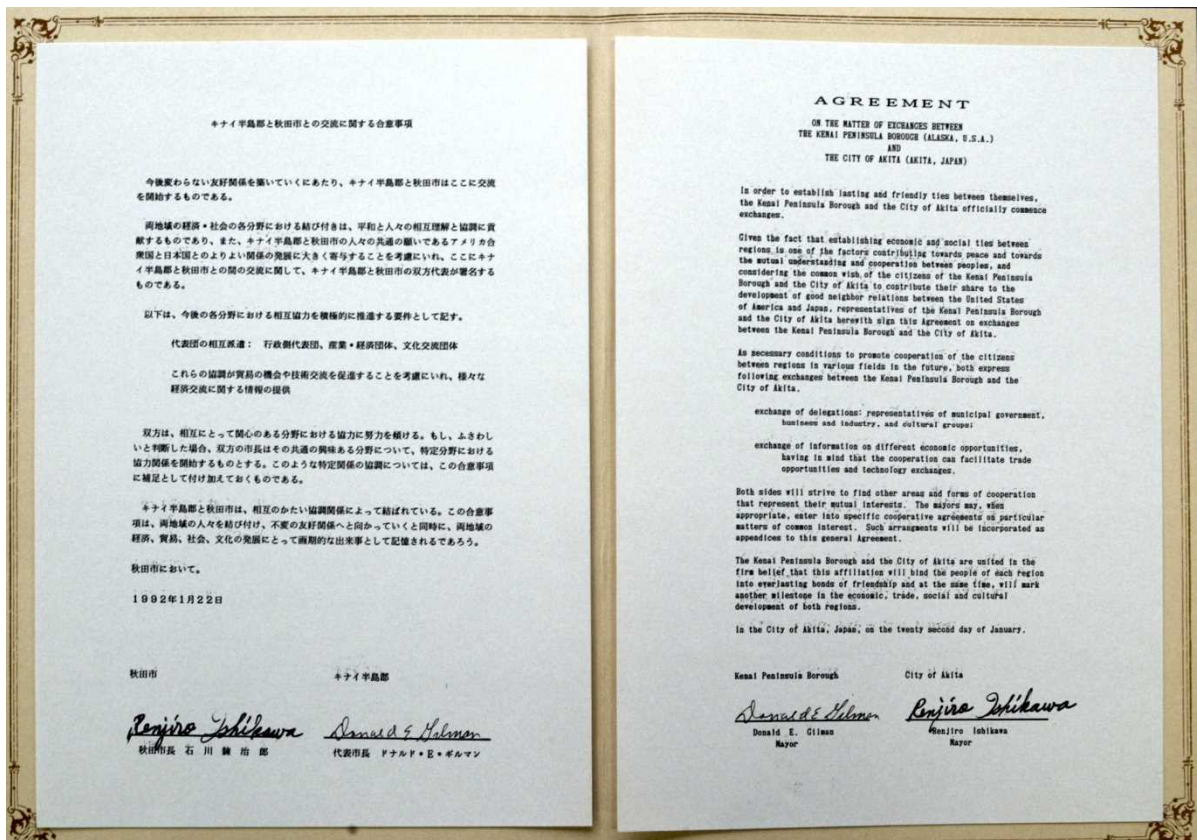 キナイ半島郡と秋田市との交流に関する合意事項
今後変わらない友好関係を築いていくにあたり、キナイ半島郡と秋田市はここに交流
を開始するものである。
両地域の経済・社会の各分野における結び付きは、平和と人々の相互理解と協調に貢
献するものであり、また、キナイ半島郡と秋田市の人々の共通の願いであるアメリカ合
衆国と日本国とのよりよい関係の発展に大きく寄与することを考慮にいれ、ここにキナ
イ半島郡と秋田市との間の交流に関して、キナイ半島郡と秋田市の双方代表が署名する
ものである。
以下は、今後の各分野における相互協力を積極的に推進する要件として記す。
代表団の相互派遣： 行政側代表団、産業・経済団体、文化交流団体
これらの協調が貿易の機会や技術交流を促進することを考慮にいれ、様々な
経済交流に関する情報の提供
双方は、相互にとって関心のある分野における協力に努力を傾ける。もし、ふさわし
いと判断した場合、双方の市長はその共通の興味ある分野について、特定分野における
協力関係を開始するものとする。このような特定関係の協調については、この合意事項
に補足として付け加えておくものである。
キナイ半島郡と秋田市は、相互のかたい協調関係によって結ばれている。この合意事
項は、両地域の人々を結び付け、不変の友好関係へと向かっていくと同時に、両地域の
経済、貿易、社会、文化の発展にとって画期的な出来事として記憶されるであろう。
秋田市において。
1992年1月22日
秋田市 キナイ半島郡
Renjiro Ishikawa Donald E Gilman
秋田市長 石 川 錬 治 郎 代表市長 ドナルド・E・ギルマン
AGREEMENT
ON THE MATTER OF EXCHANGES BETWEEN
THE KENAI PENINSULA BOROUGH (ALASKA, U.S.A.)
AND
THE CITY OF AKITA (AKITA, JAPAN)
In order to establish lasting and friendly ties between themselves,
the Kenai Peninsula Borough and the City of Akita officially commence
exchanges.
Given the fact that establishing economic and social ties between
regions is one of the factors contributing towards peace and towards
the mutual understanding and cooperation between peoples, and
considering the common wish of the citizens of the Kenai Peninsula
Borough and the City of Akita to contribute their share to the
development of good neighbor relations between the United States
of America and Japan, representatives of the Kenai Peninsula Borough
and the City of Akita herewith sign this Agreement on exchanges
between the Kenai Peninsula Borough and the City of Akita.
As necessary conditions to promote cooperation of the citizens
between regions in various fields in the future, both express
following exchanges between the Kenai Peninsula Borough and the
City of Akita.
exchange of delegations: representatives of municipal government,
business and industry, and cultural groups;
exchange of information on different economic opportunities,
having in mind that the cooperation can facilitate trade
opportunities and technology exchanges.
Both sides will strive to find other areas and forms of cooperation
that represent their mutual interests. The mayors may, when
appropriate, enter into specific cooperative agreements on particular
matters of common interest. Such arrangments will be incorporated as
appendices to this general Agreement.
The Kenai Peninsula Borough and the City of Akita are united in the
firm belief that this affiliation will bind the people of each region
into everlasting bonds of friendship and at the same time, will mark
another milestone in the economic, trade, social and cultural
development of both regions.
In the City of Akita, Japan, on the twenty second day of January.
Kenai Peninsula Borough City of Akita
Donald E Gilman Renjiro Ishikawa
Donald E. Gilman Renjiro Ishikawa
Mayor Mayor